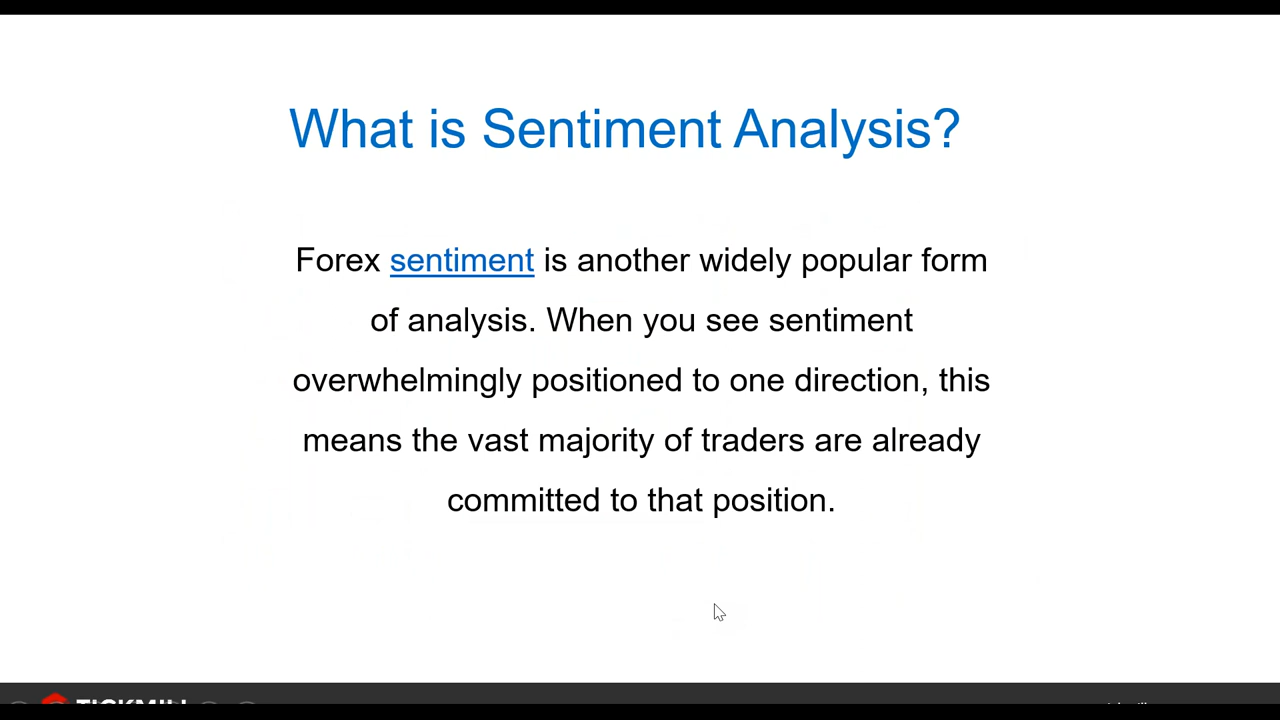 What is Sentiment Analysis?
Forex sentiment is another widely popular form
of analysis. When you see sentiment
overwhelmingly positioned to one direction, this
means the vast majority of traders are already
committed to that position.
TICKMILL